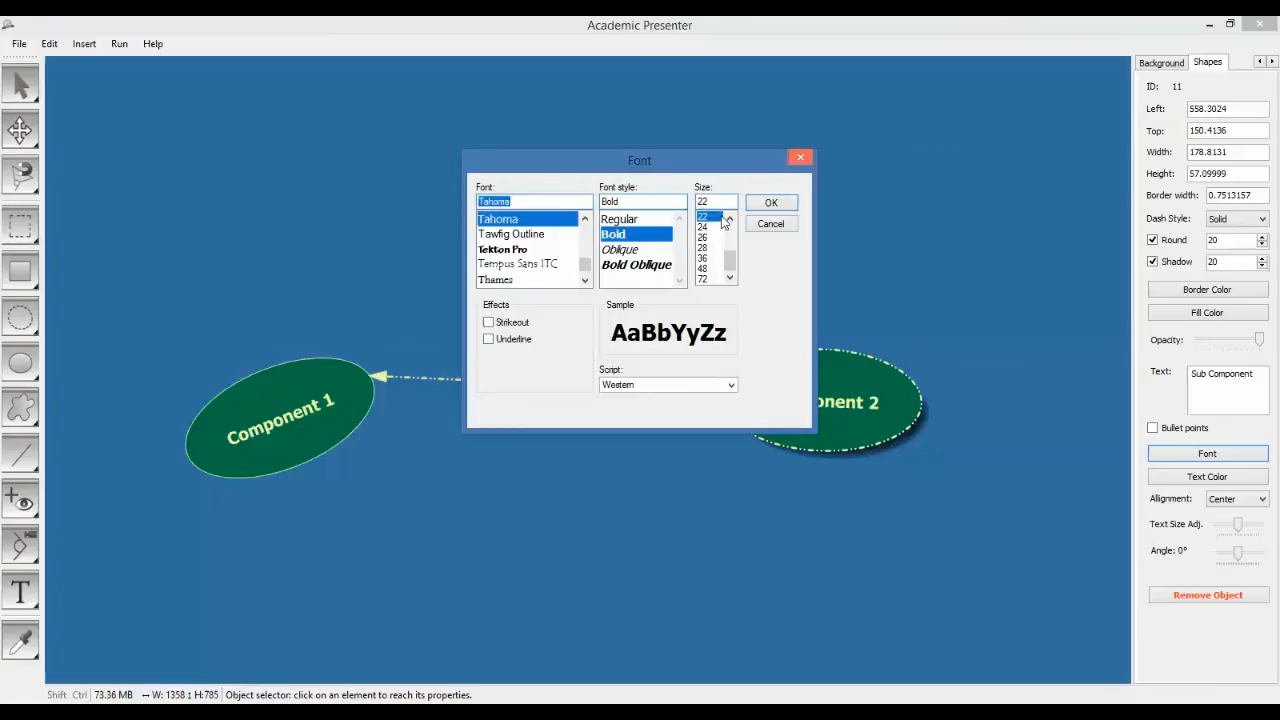 Academic Presenter
File Edit Insert Run Help
Background Shapes
ID: 11
Left: 558.3024
Top: 150.4136
Width: 178.8131
Height: 57.09999
Border width: 0.7513157
Dash Style: Solid
Round 20
Shadow 20
Border Color
Fill Color
Opacity:
Text: Sub Component
Bullet points
Font
Text Color
Alignment: Center
Text Size Adj.
Angle: 0°
Remove Object
Font
Font: Font style: Size:
Tahoma Bold 22 OK
Tahoma Regular 22 Cancel
Tawfig Outline Bold 24
Tekton Pro Oblique 26
Tempus Sans ITC Bold Oblique 28
Thames 36
48
72
Effects Sample
Strikeout AaBbYyZz
Underline
Script:
Western
Component 1
onent 2
T
Shift Ctrl 73.36 MB ↔ W: 1358 ↕ H:785 Object selector: click on an element to reach its properties.